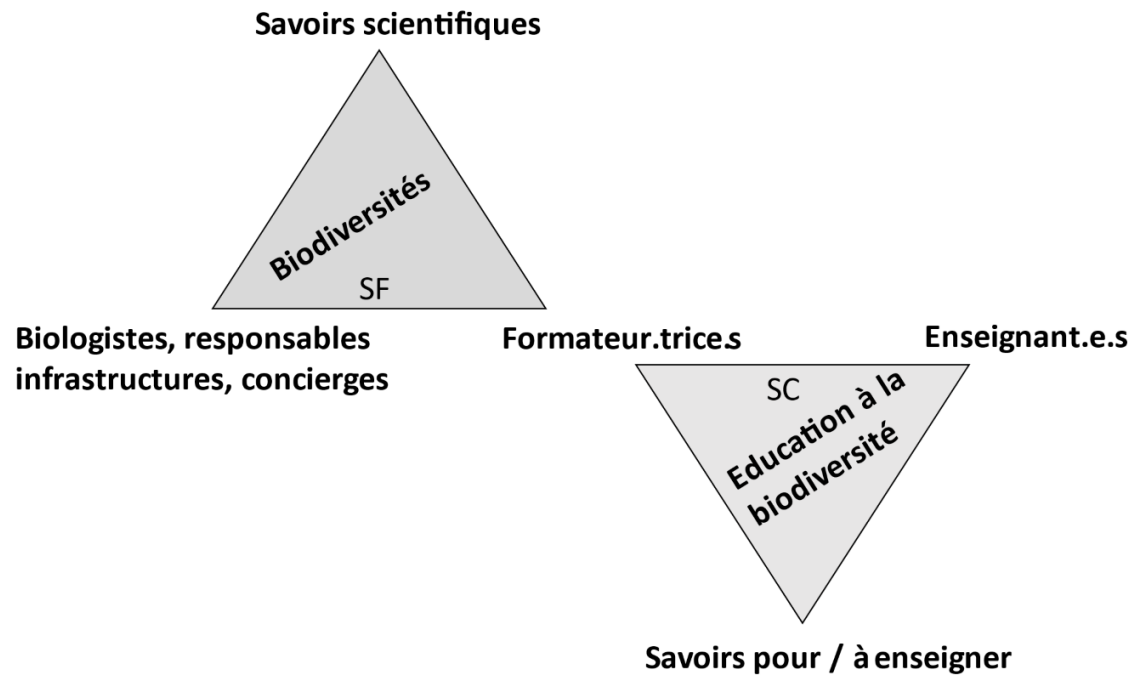 Savoirs scientifiques
Biodiversités
SF
Biologistes, responsables
infrastructures, concierges
Formateur.trice.s
Enseignant.e.s
SC
Education à la
biodiversité
Savoirs pour / à enseigner